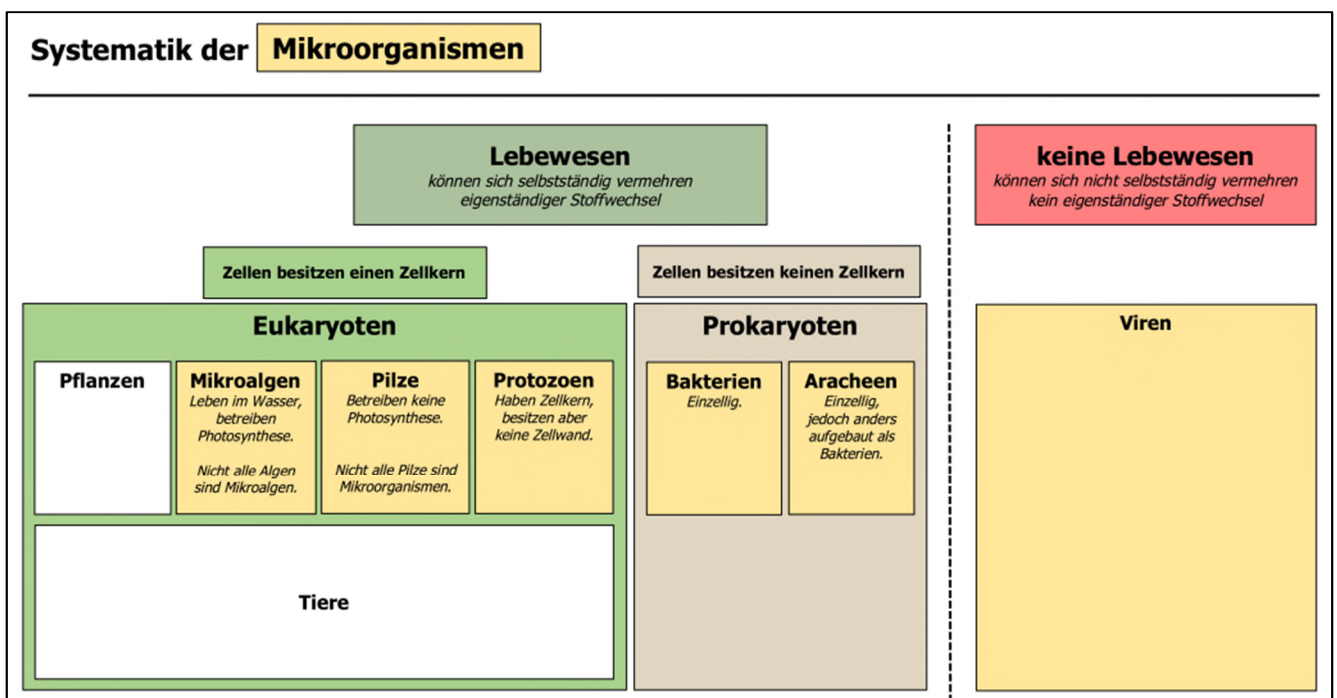 Systematik der Mikroorganismen
Lebewesen
können sich selbstständig vermehren
eigenständiger Stoffwechsel
keine Lebewesen
können sich nicht selbstständig vermehren
kein eigenständiger Stoffwechsel
Zellen besitzen einen Zellkern
Zellen besitzen keinen Zellkern
Eukaryoten
Pflanzen
Mikroalgen
Leben im Wasser,
betreiben
Photosynthese.
Nicht alle Algen
sind Mikroalgen.
Pilze
Betreiben keine
Photosynthese.
Nicht alle Pilze sind
Mikroorganismen.
Protozoen
Haben Zellkern,
besitzen aber
keine Zellwand.
Tiere
Prokaryoten
Bakterien
Einzellig.
Aracheen
Einzellig,
jedoch anders
aufgebaut als
Bakterien.
Viren